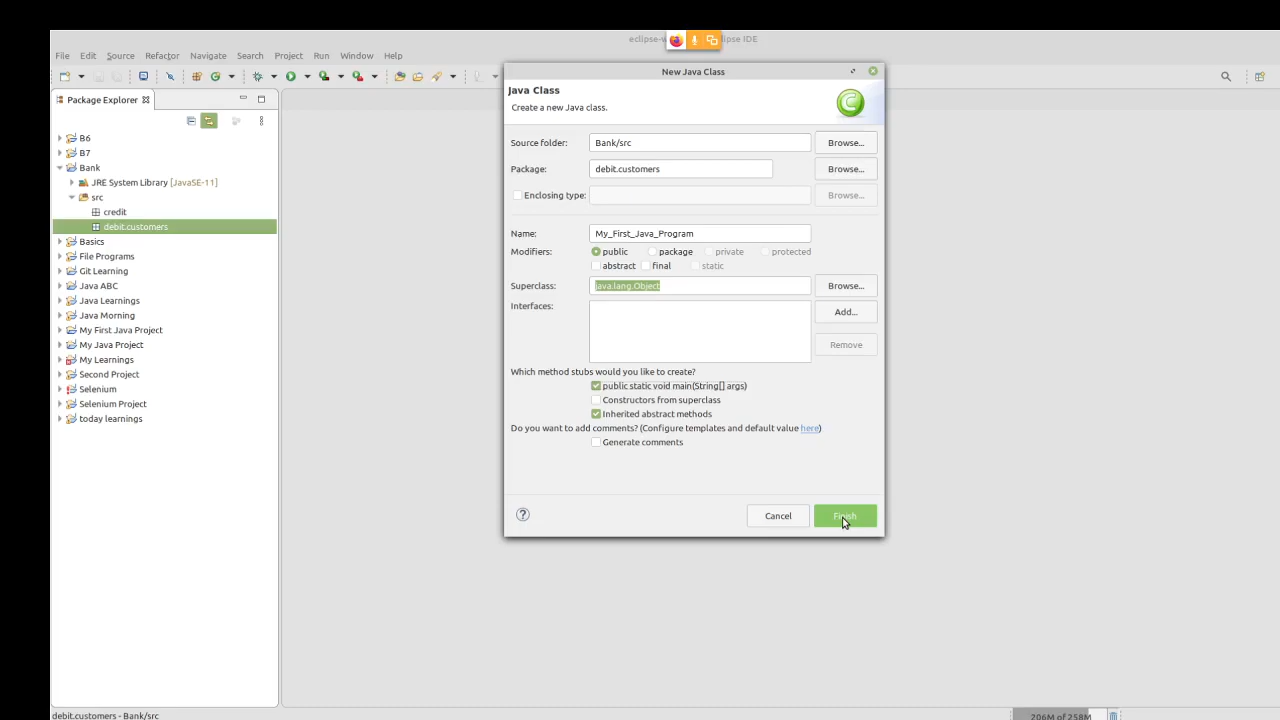 eclipse-w
ipse IDE
File Edit Source Refactor Navigate Search Project Run Window Help
Package Explorer
B6
B7
Bank
JRE System Library [JavaSE-11]
src
credit
debit.customers
Basics
File Programs
Git Learning
Java ABC
Java Learnings
Java Morning
My First Java Project
My Java Project
My Learnings
Second Project
Selenium
Selenium Project
today learnings
New Java Class
Java Class
Create a new Java class.
Source folder: Bank/src Browse...
Package: debit.customers Browse...
Enclosing type: Browse...
Name: My_First_Java_Program
Modifiers: public package private protected
abstract final static
Superclass: java.lang.Object Browse...
Interfaces: Add...
Remove
Which method stubs would you like to create?
public static void main(String[] args)
Constructors from superclass
Inherited abstract methods
Do you want to add comments? (Configure templates and default value here)
Generate comments
Cancel Finish
debit.customers - Bank/src
206M of 258M